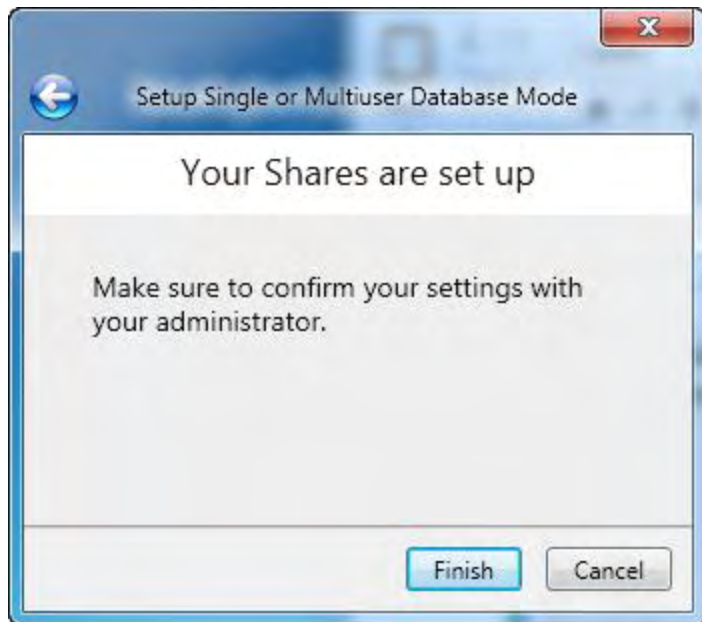 Setup Single or Multiuser Database Mode
Your Shares are set up
Make sure to confirm your settings with
your administrator.
Finish Cancel